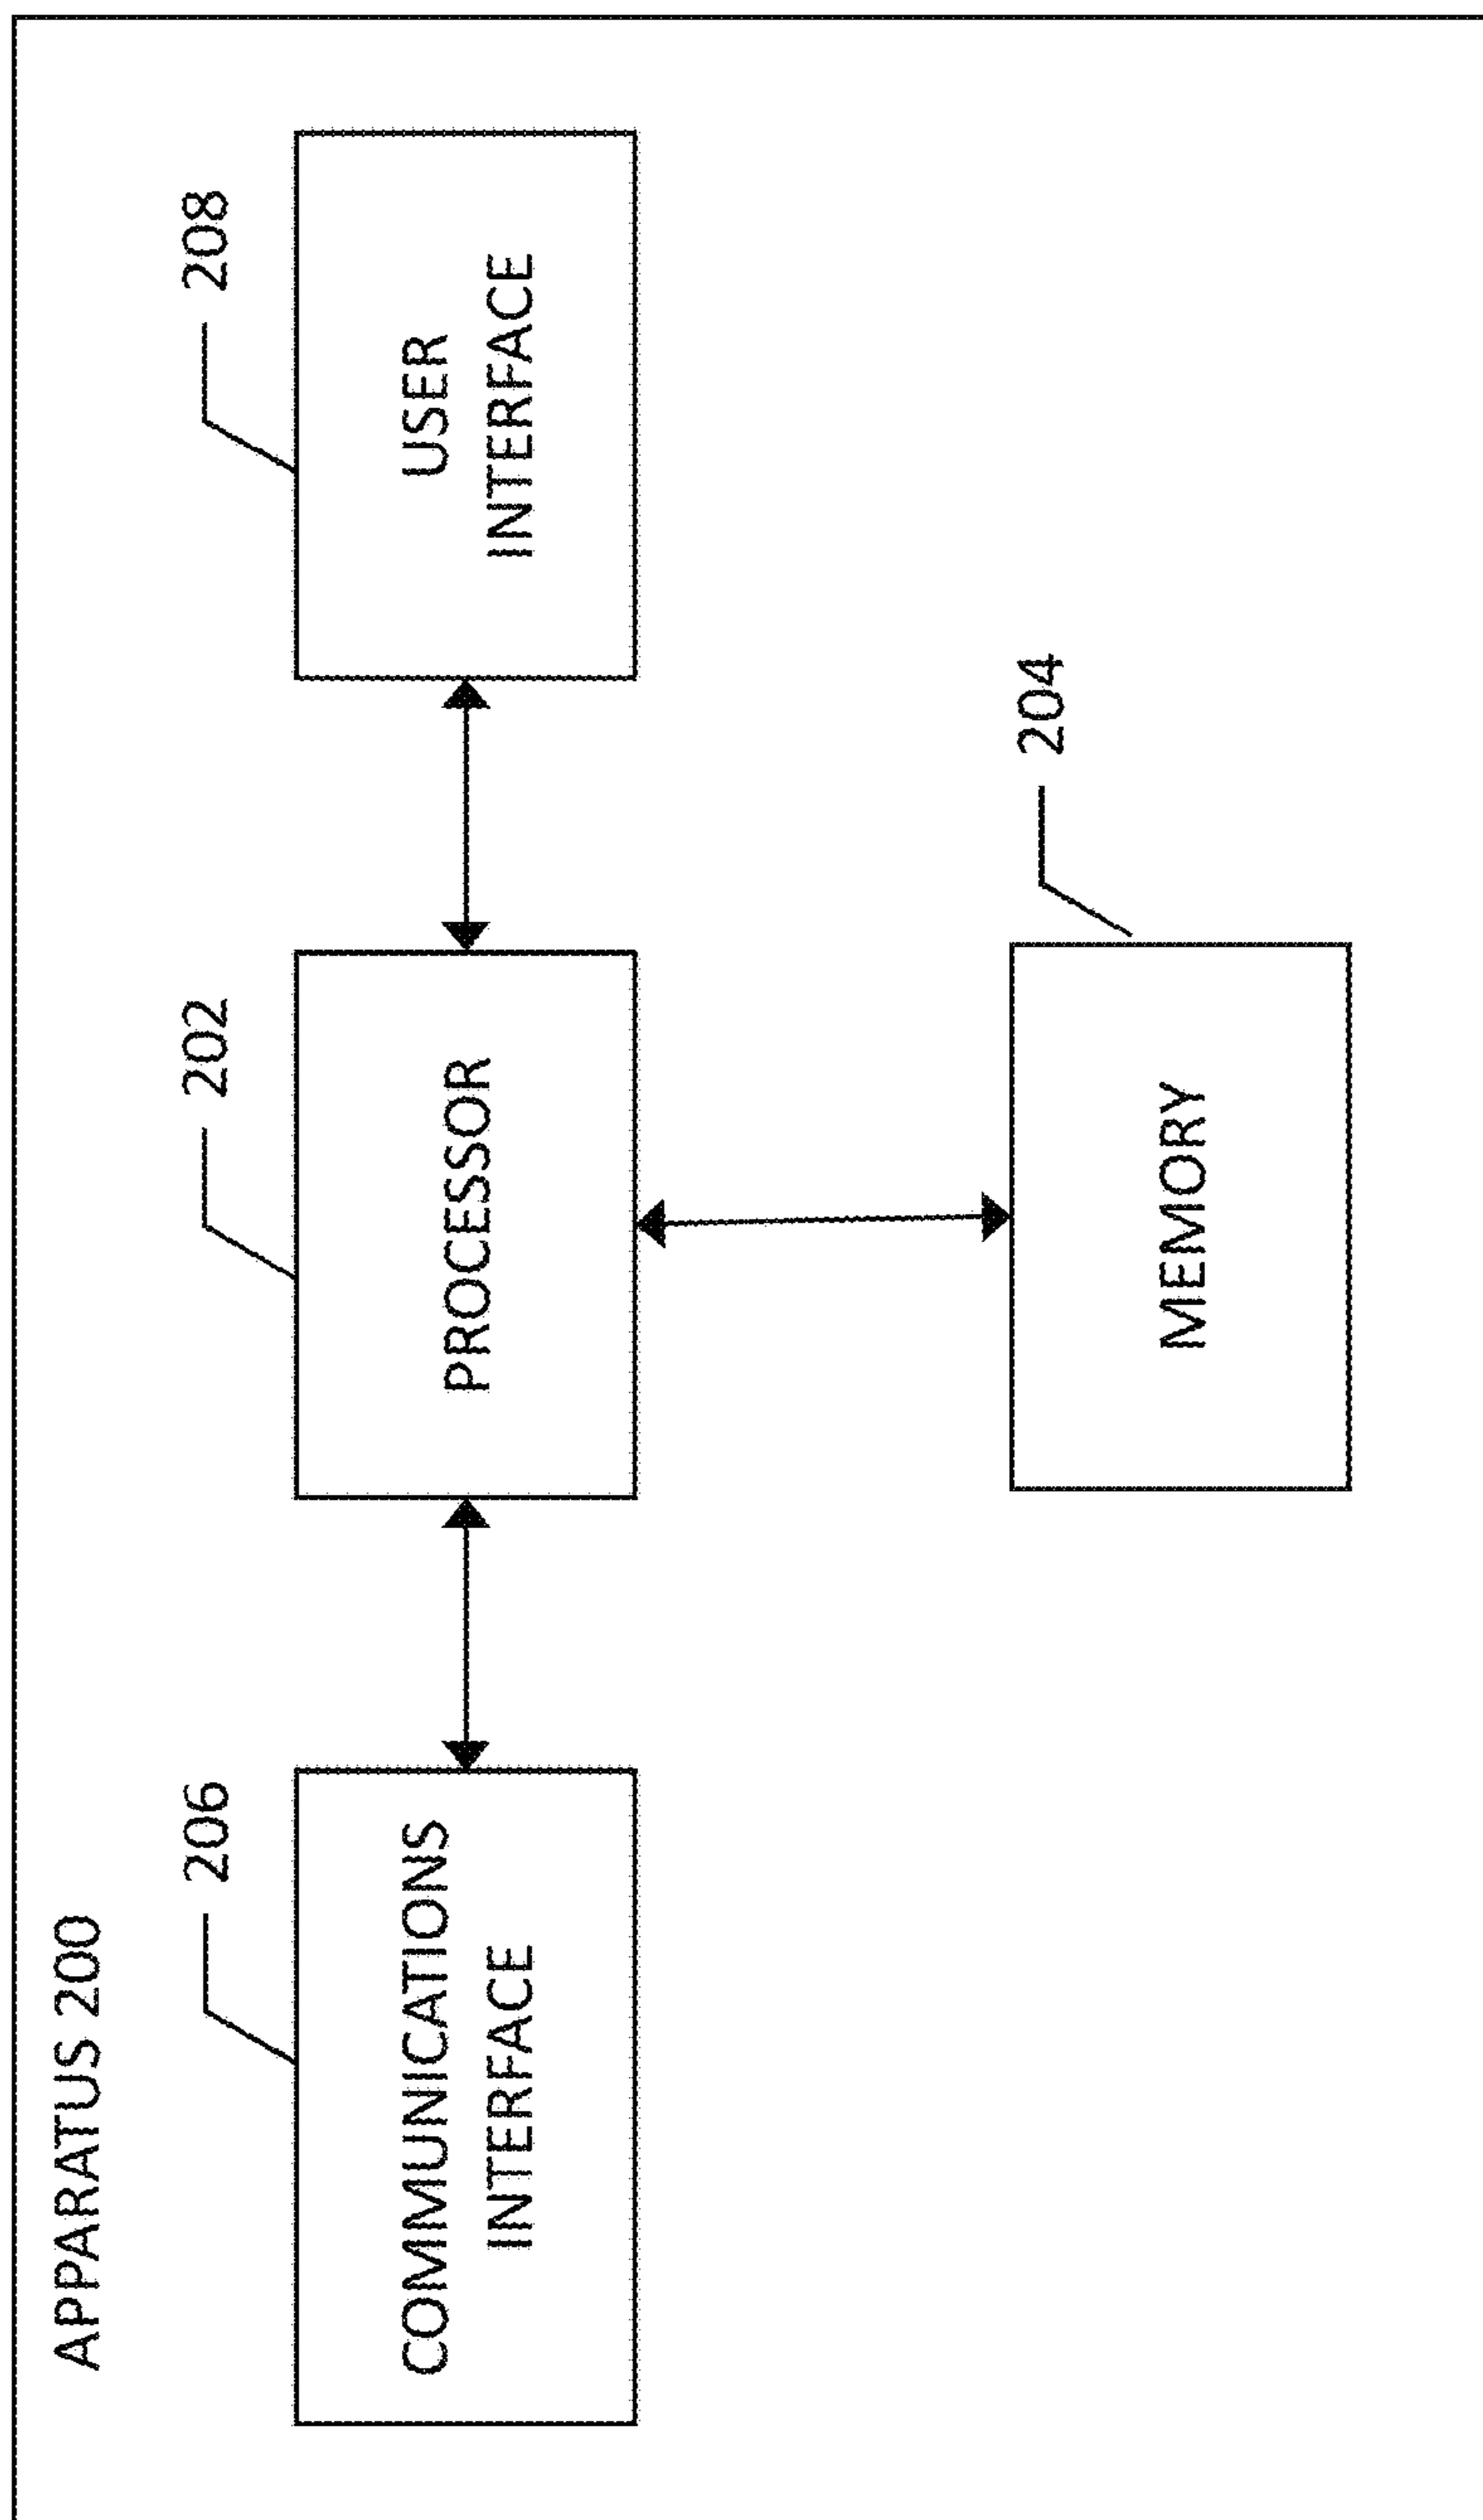 APPARATUS 200
206
202
208
COMMUNICATIONS
INTERFACE
PROCESSOR
USER
INTERFACE
204
MEMORY